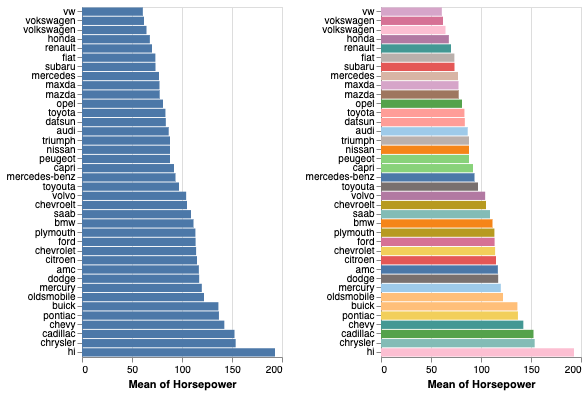 vw
vokswagen
volkswagen
honda
renault
fiat
subaru
mercedes
maxda
mazda
opel
toyota
datsun
audi
triumph
nissan
peugeot
capri
mercedes-benz
toyouta
volvo
chevroelt
saab
bmw
plymouth
ford
chevrolet
citroen
amc
dodge
mercury
oldsmobile
buick
pontiac
chevy
cadillac
chrysler
hi
0 50 100 150 200
Mean of Horsepower
vw
vokswagen
volkswagen
honda
renault
fiat
subaru
mercedes
maxda
mazda
opel
toyota
datsun
audi
triumph
nissan
peugeot
capri
mercedes-benz
toyouta
volvo
chevroelt
saab
bmw
plymouth
ford
chevrolet
citroen
amc
dodge
mercury
oldsmobile
buick
pontiac
chevy
cadillac
chrysler
hi
0 50 100 150 200
Mean of Horsepower